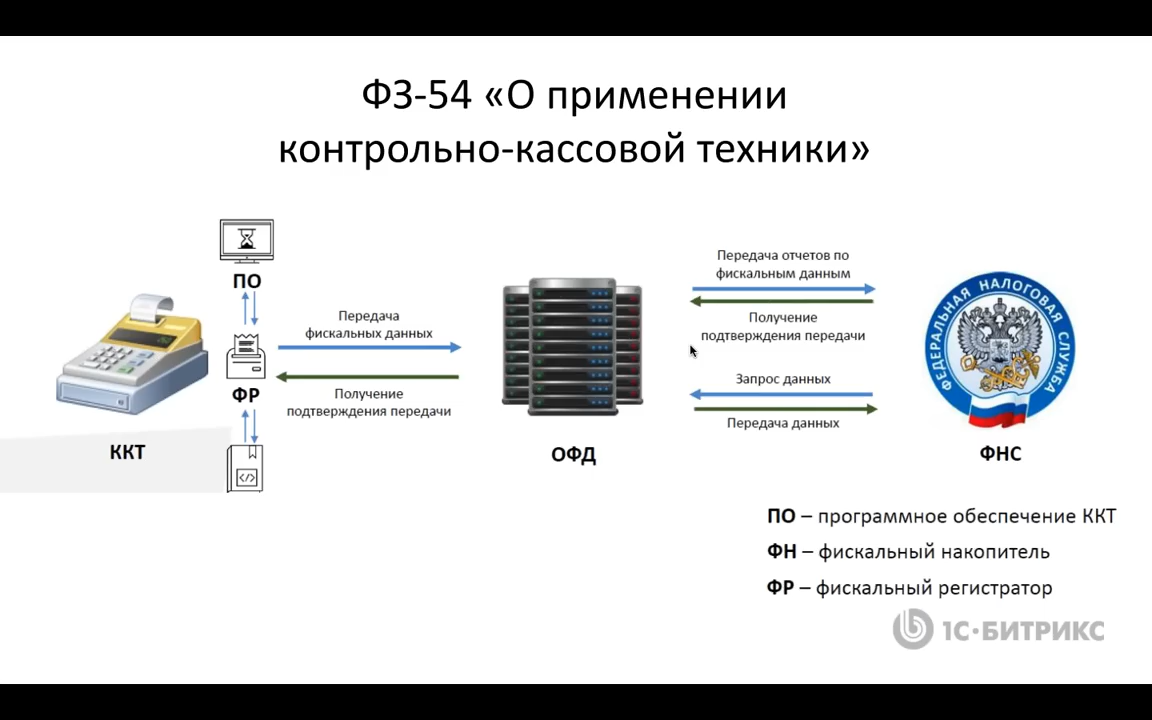 ФЗ-54 «О применении
контрольно-кассовой техники»
ПО
ФР
ККТ
Передача
фискальных данных
Получение
подтверждения передачи
ОФД
Передача отчетов по
фискальным данным
Получение
подтверждения передачи
Запрос данных
Передача данных
ФЕДЕРАЛЬНАЯ НАЛОГОВАЯ СЛУЖБА
ФНС
ПО – программное обеспечение ККТ
ФН – фискальный накопитель
ФР – фискальный регистратор
1С·БИТРИКС